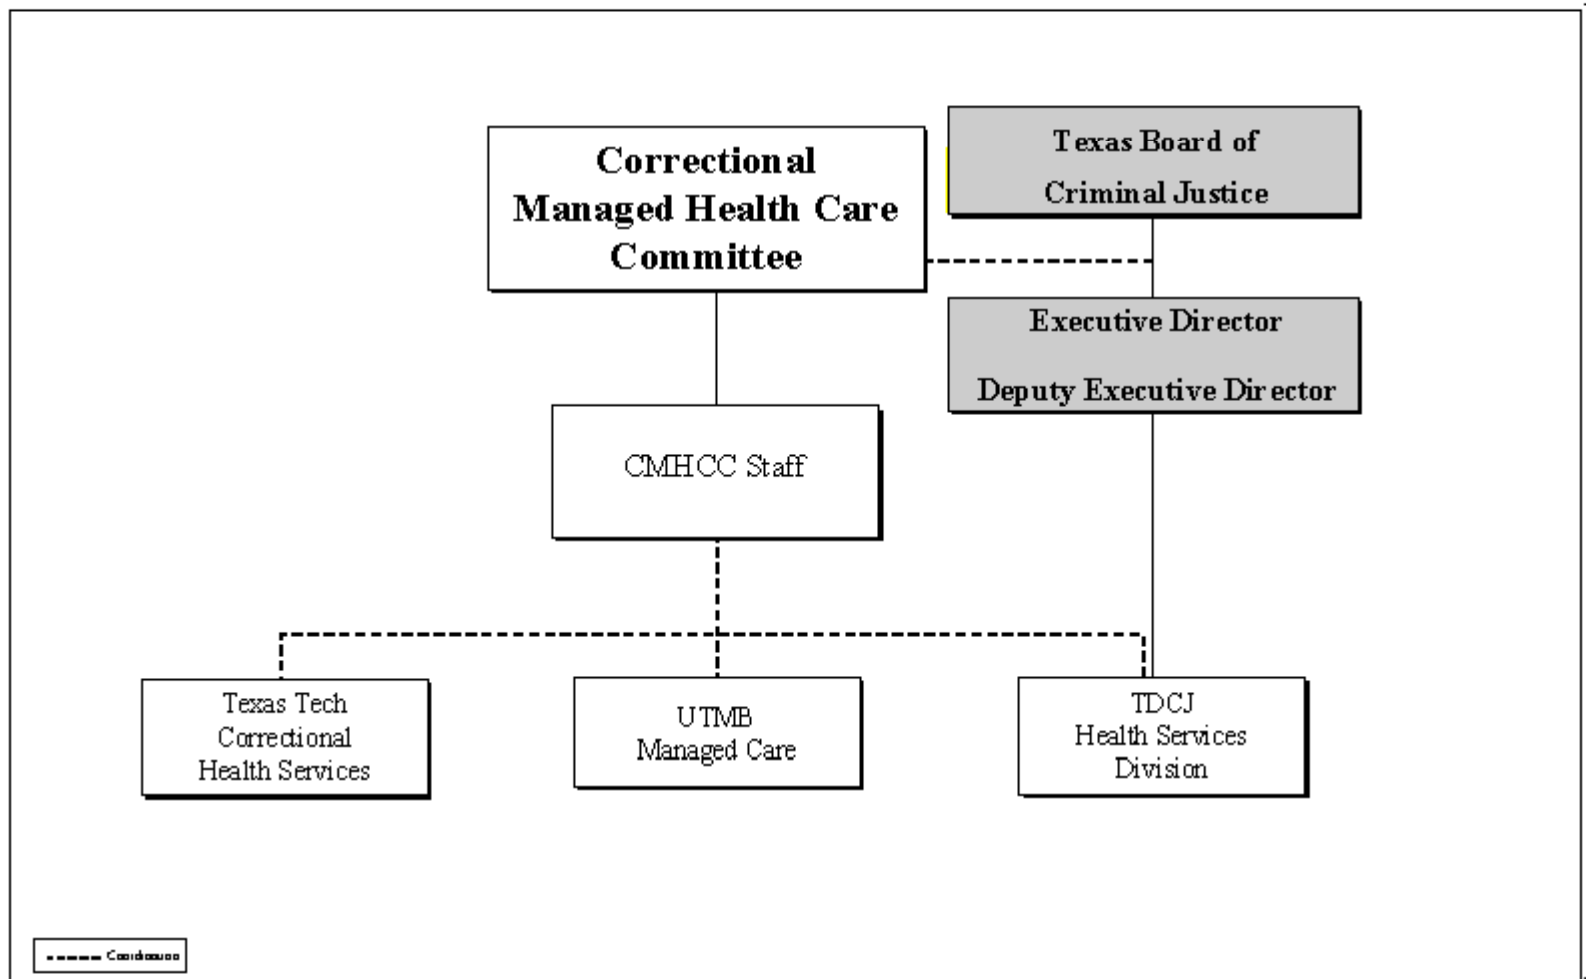 Correctional
Managed Health Care
Committee
Texas Board of
Criminal Justice
Executive Director
Deputy Executive Director
CMHCC Staff
Texas Tech
Correctional
Health Services
UTMB
Managed Care
TDCJ
Health Services
Division